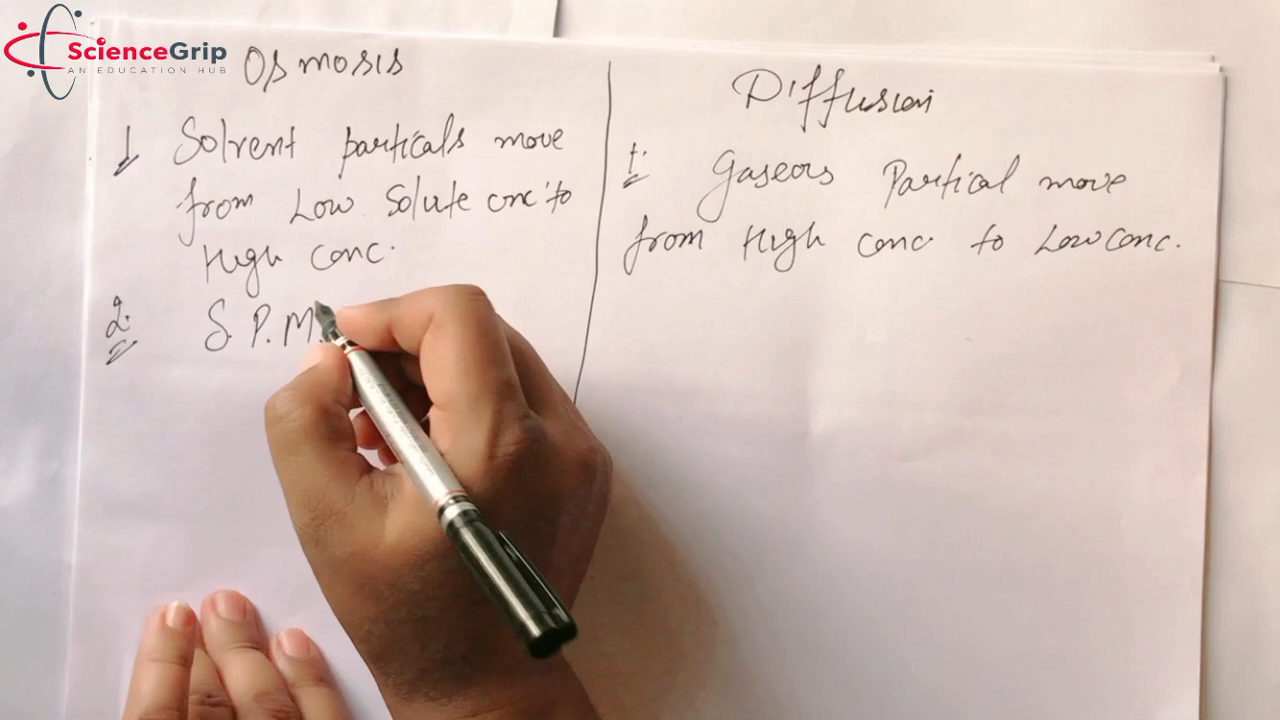 ScienceGrip
AN EDUCATION HUB
Osmosis
1 Solvent particals move
from Low Solute conc to
High conc.
2. S.P.M.
Diffusion
1. Gaseous Partical move
from High conc. to Low conc.